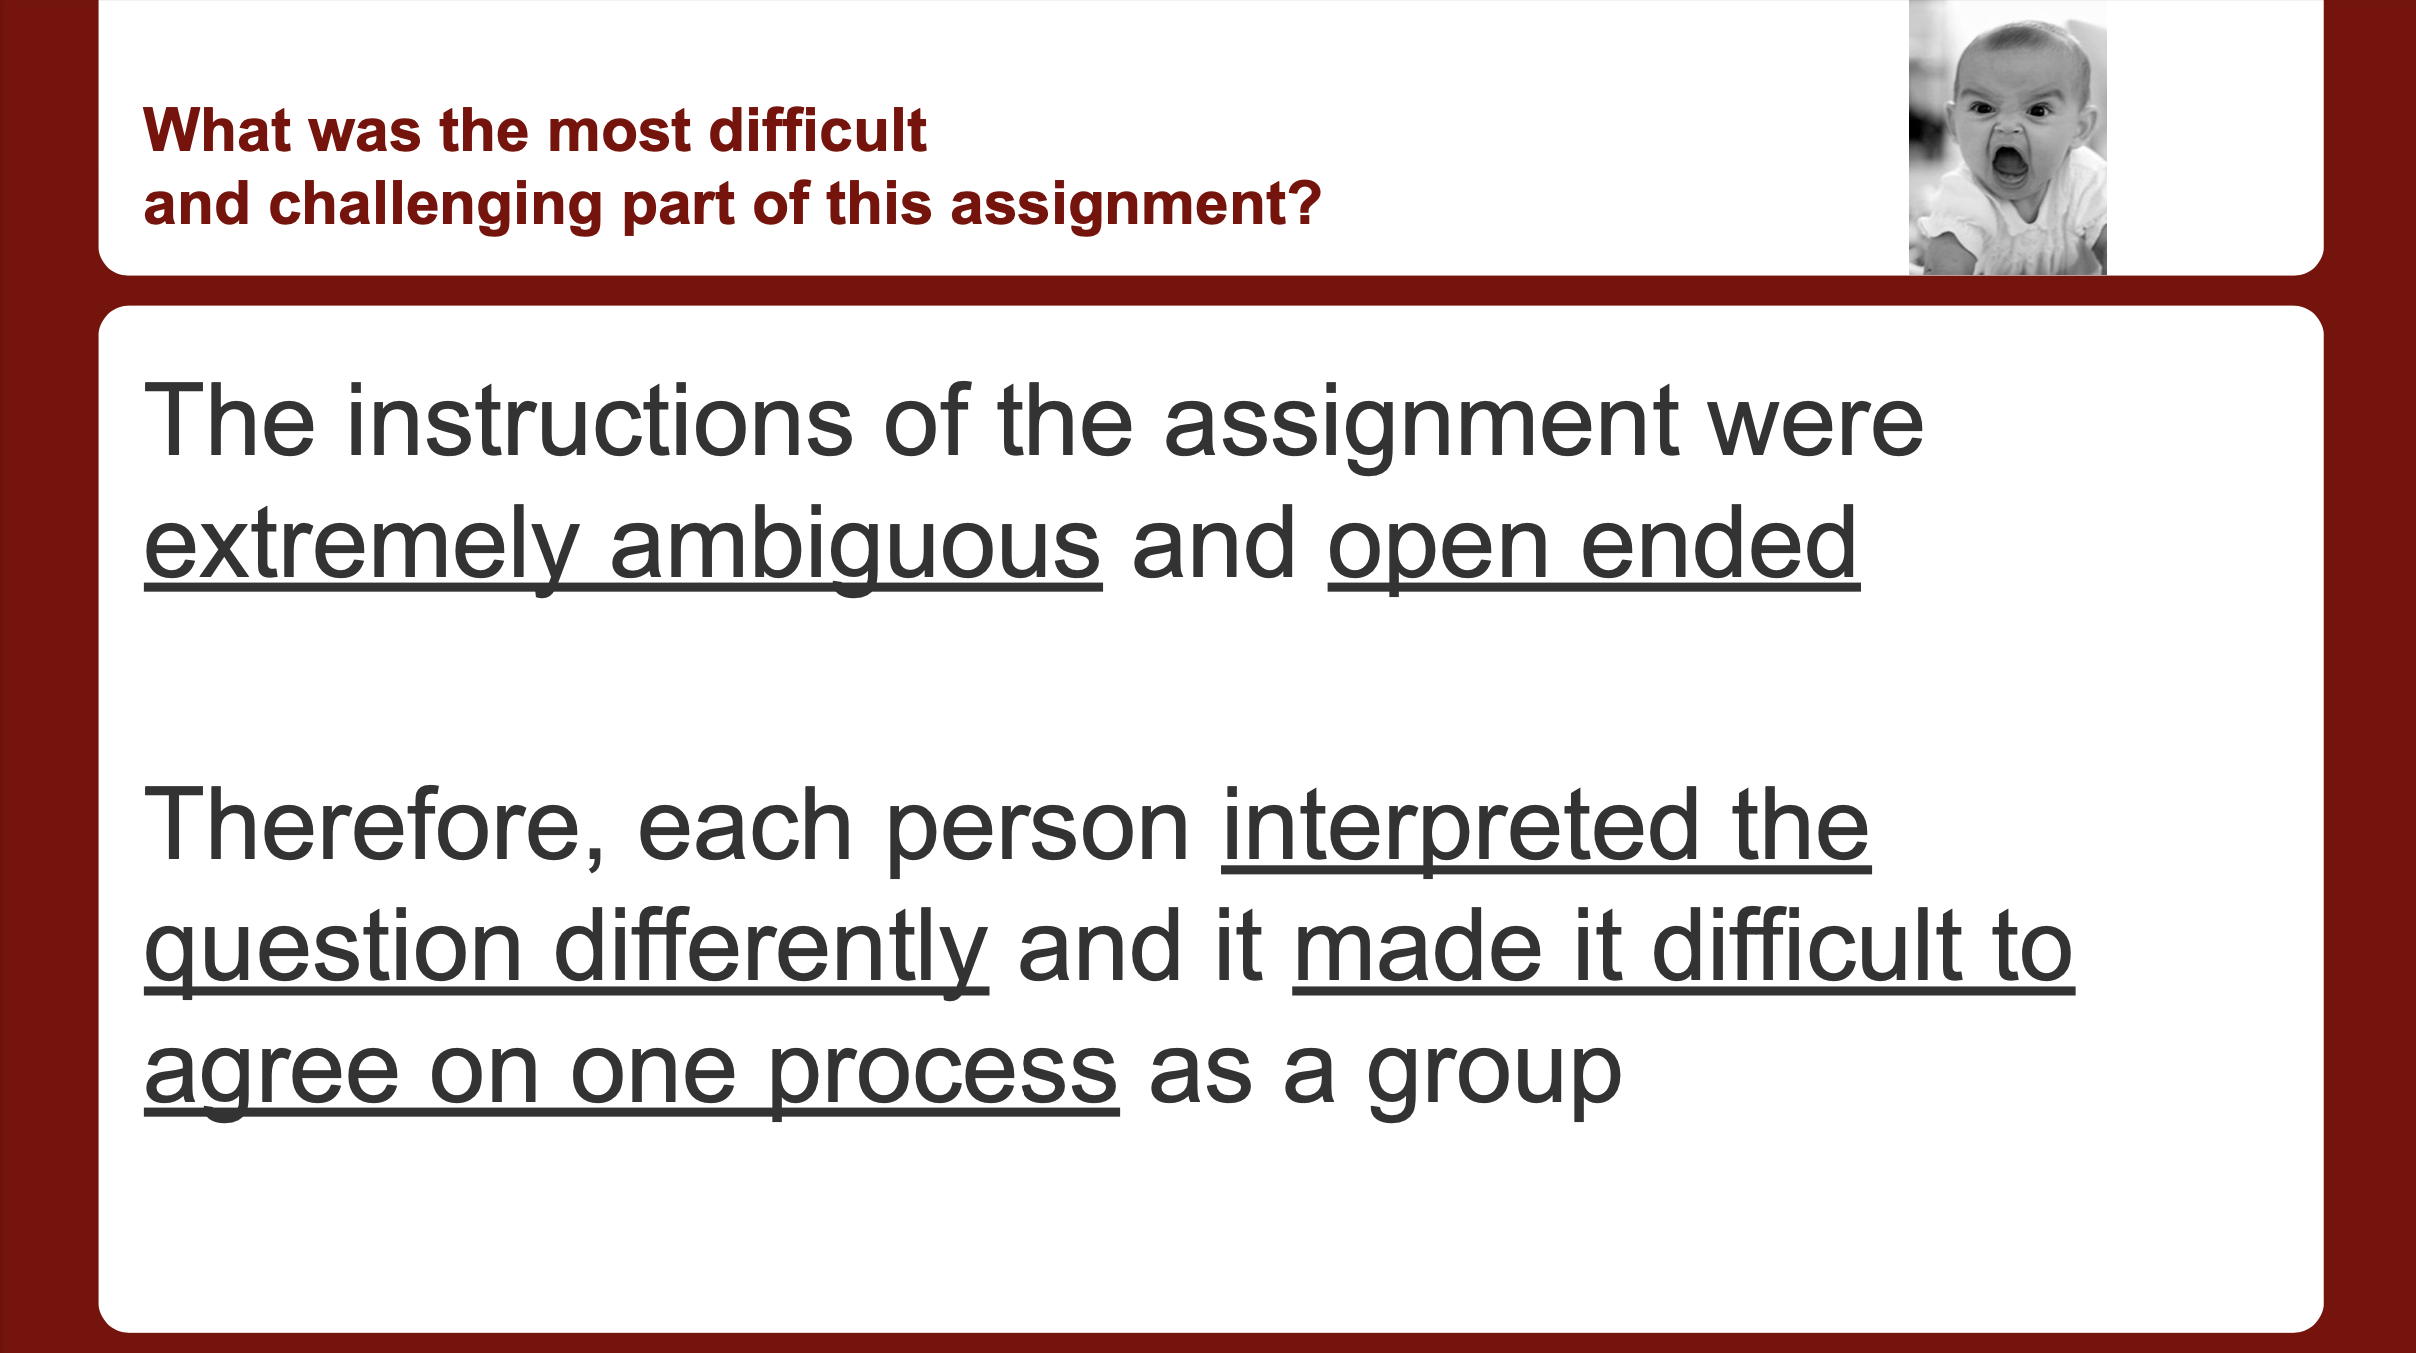 What was the most difficult
and challenging part of this assignment?
The instructions of the assignment were
extremely ambiguous and open ended
Therefore, each person interpreted the
question differently and it made it difficult to
agree on one process as a group